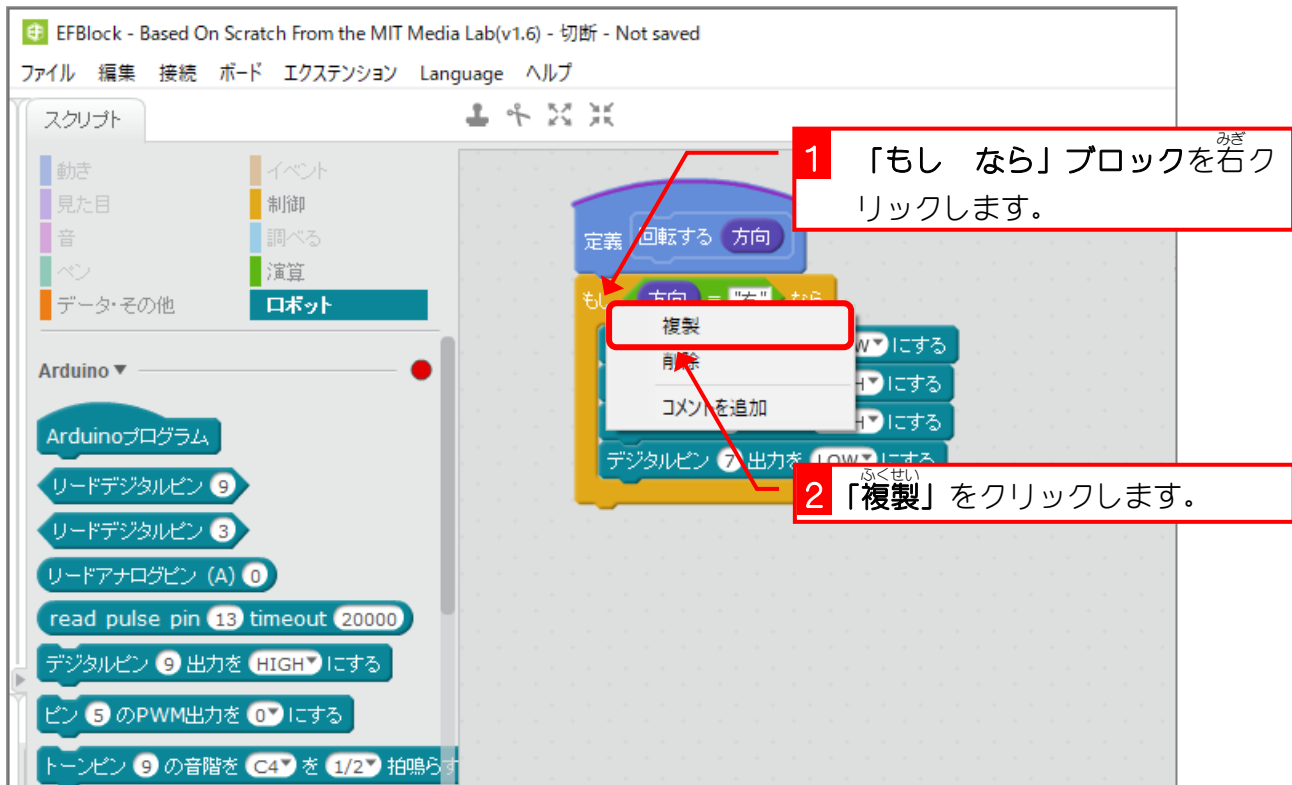 EFBlock - Based On Scratch From the MIT Media Lab(v1.6) - 切断 - Not saved
ファイル 編集 接続 ボード エクステンション Language ヘルプ
スクリプト
動き イベント
見た目 制御
音 調べる
ペン 演算
データ・その他 ロボット
Arduino
Arduinoプログラム
リードデジタルピン 9
リードデジタルピン 3
リードアナログピン (A) 0
read pulse pin 13 timeout 20000
デジタルピン 9 出力を HIGH にする
ピン 5 のPWM出力を 0 にする
トーンピン 9 の音階を C4 を 1/2 拍鳴らす
定義 回転する 方向
もし 方向 = "右" なら
にする
にする
にする
デジタルピン 7 出力を LOW にする
複製
削除
コメントを追加
みぎ
1 「もし なら」ブロックを右ク
リックします。
ふくせい
2 「複製」をクリックします。